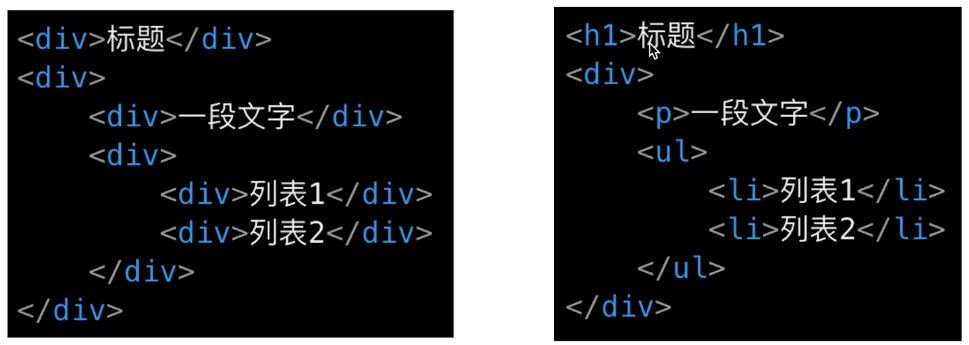 <div>标题</div>
<div>
<div>一段文字</div>
<div>
<div>列表1</div>
<div>列表2</div>
</div>
</div>
<h1>标题</h1>
<div>
<p>一段文字</p>
<ul>
<li>列表1</li>
<li>列表2</li>
</ul>
</div>